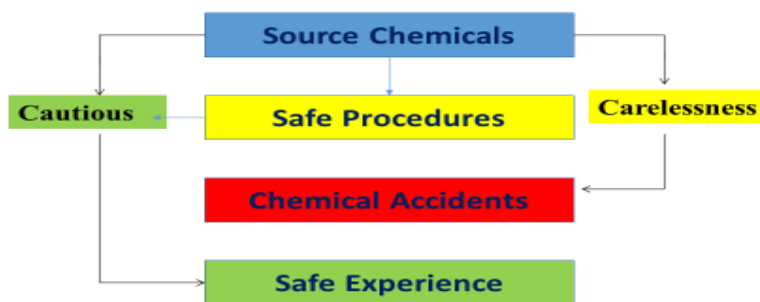 Source Chemicals
Cautious
Safe Procedures
Carelessness
Chemical Accidents
Safe Experience